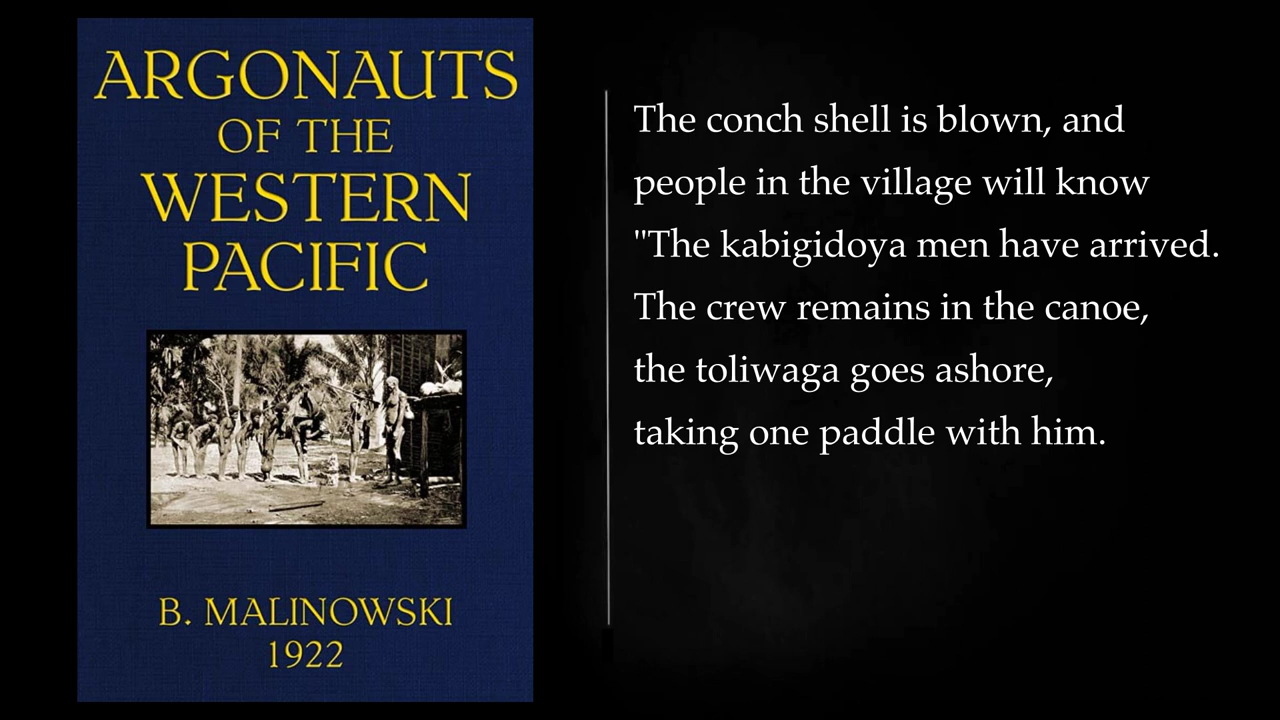 ARGONAUTS
OF THE
WESTERN
PACIFIC
B. MALINOWSKI
1922
The conch shell is blown, and
people in the village will know
"The kabigidoya men have arrived.
The crew remains in the canoe,
the toliwaga goes ashore,
taking one paddle with him.